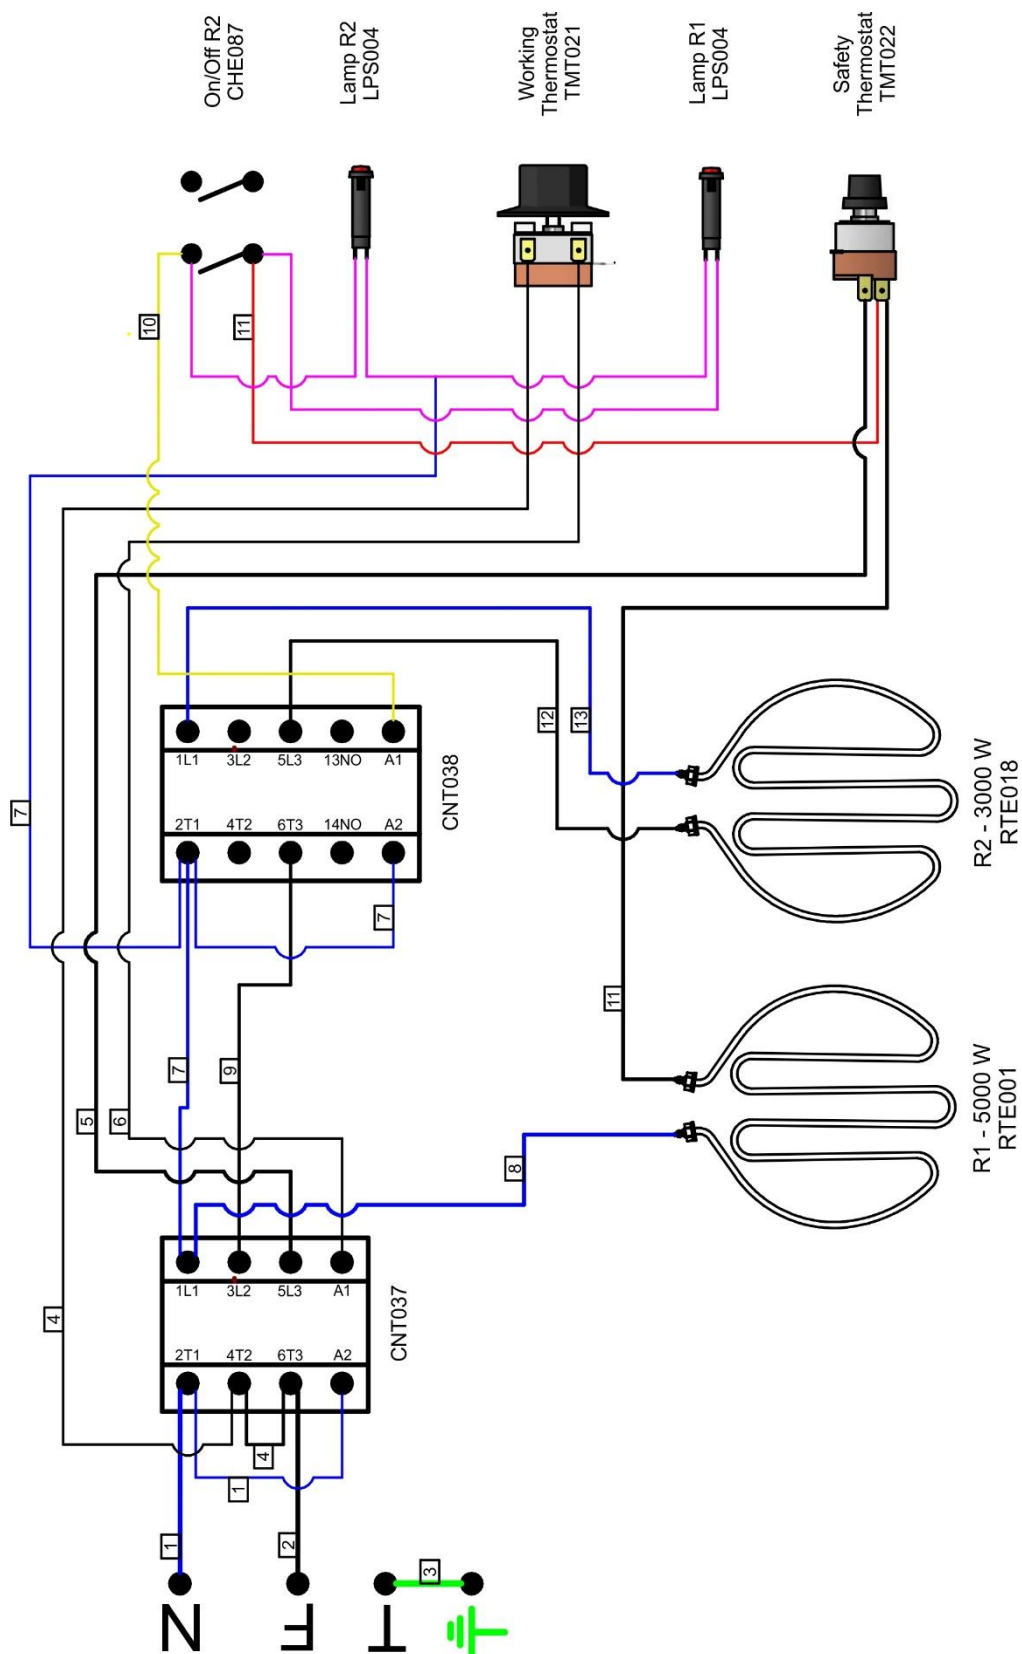 On/Off R2
CHE087
Lamp R2
LPS004
Working
Thermostat
TMT021
Lamp R1
LPS004
Safety
Thermostat
TMT022
10
11
1L1 3L2 5L3 13NO A1
2T1 4T2 6T3 14NO A2
CNT038
7
7
12
13
11
R2 - 3000 W
RTE018
7
9
5
6
8
R1 - 5000 W
RTE001
1L1 3L2 5L3 A1
2T1 4T2 6T3 A2
CNT037
4
4
1
1
2
3
N
F
T